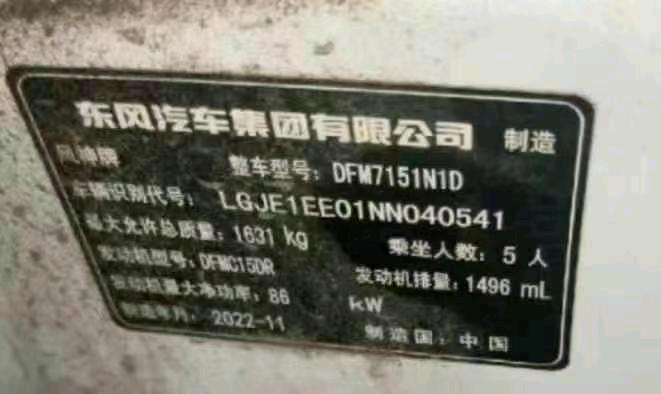 东风汽车集团有限公司 制造
风神牌 整车型号：DFM7151N1D
车辆识别代号：LGJE1EE01NN040541
最大允许总质量：1631 kg 乘坐人数：5 人
发动机型号：DFMC15DR 发动机排量：1496 mL
发动机最大净功率：86 kW
制造年月：2022-11 制造国：中国